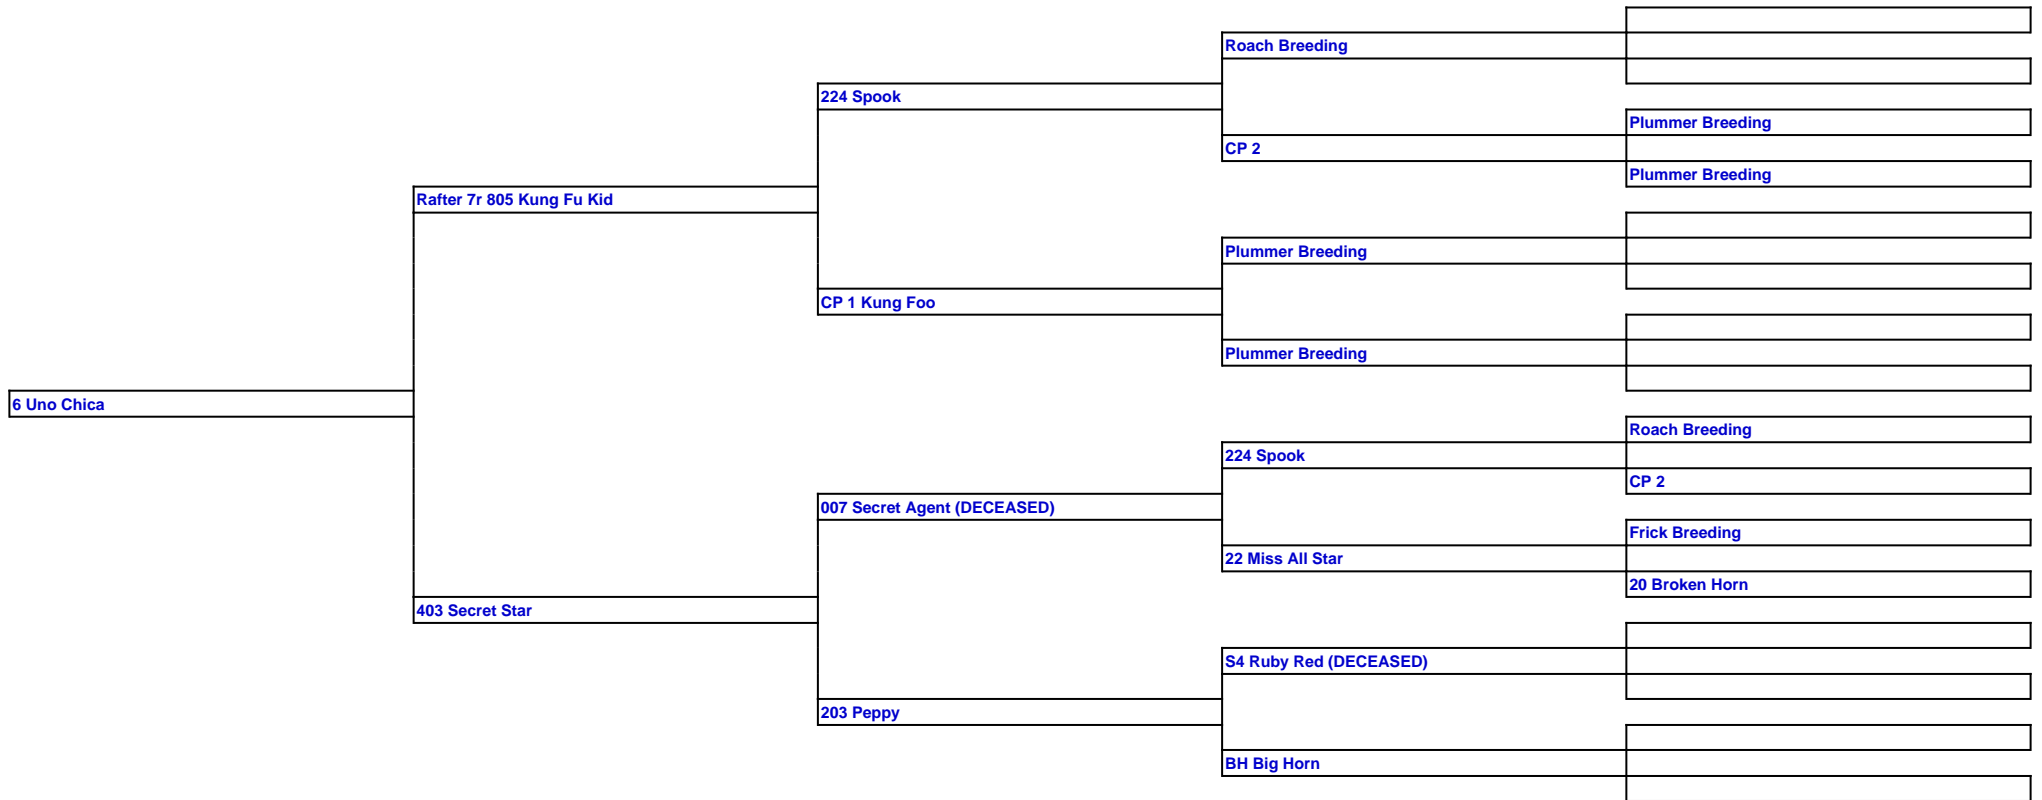 Roach Breeding
224 Spook
Plummer Breeding
CP 2
Plummer Breeding
Rafter 7r 805 Kung Fu Kid
Plummer Breeding
CP 1 Kung Foo
Plummer Breeding
6 Uno Chica
Roach Breeding
224 Spook
CP 2
007 Secret Agent (DECEASED)
Frick Breeding
22 Miss All Star
20 Broken Horn
403 Secret Star
S4 Ruby Red (DECEASED)
203 Peppy
BH Big Horn